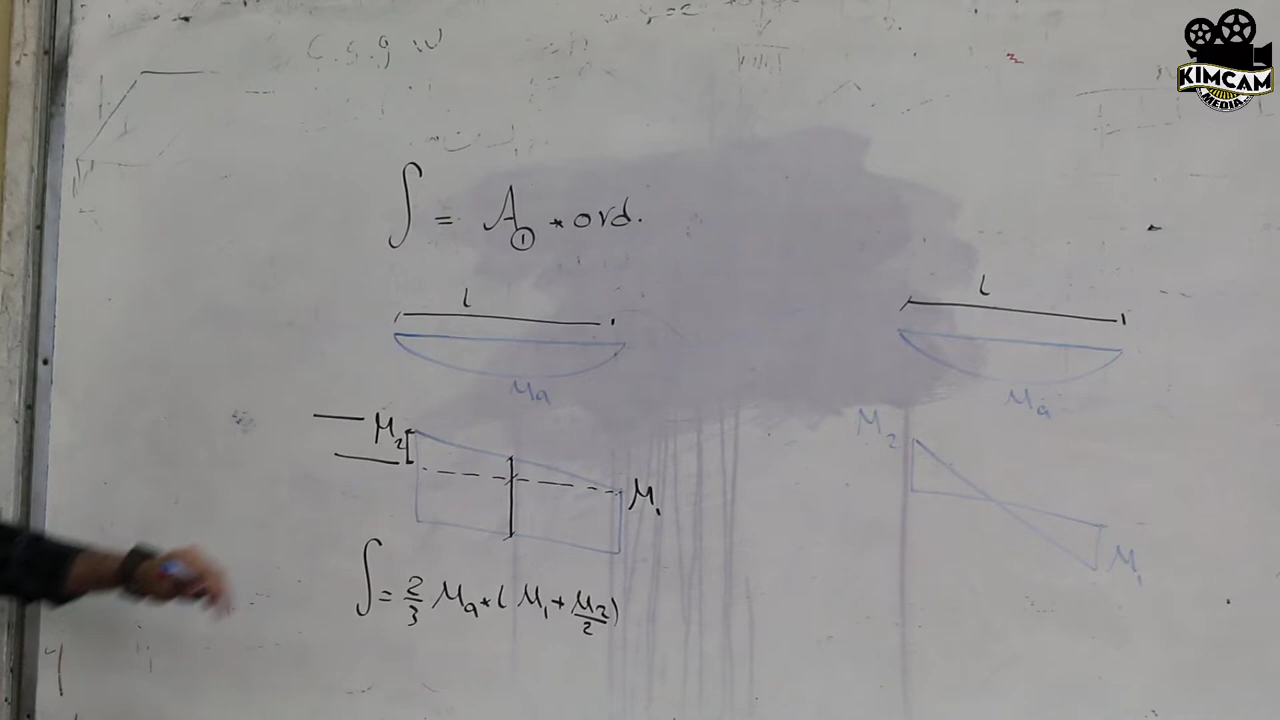 KIMCAM
MEDIA
C.S.g
∫ = A① * ord.
L
L
Ma
Ma
M₂
M₂
M₁
M₁
∫ = 2/3 Ma * L (M₁ + M₂/2)